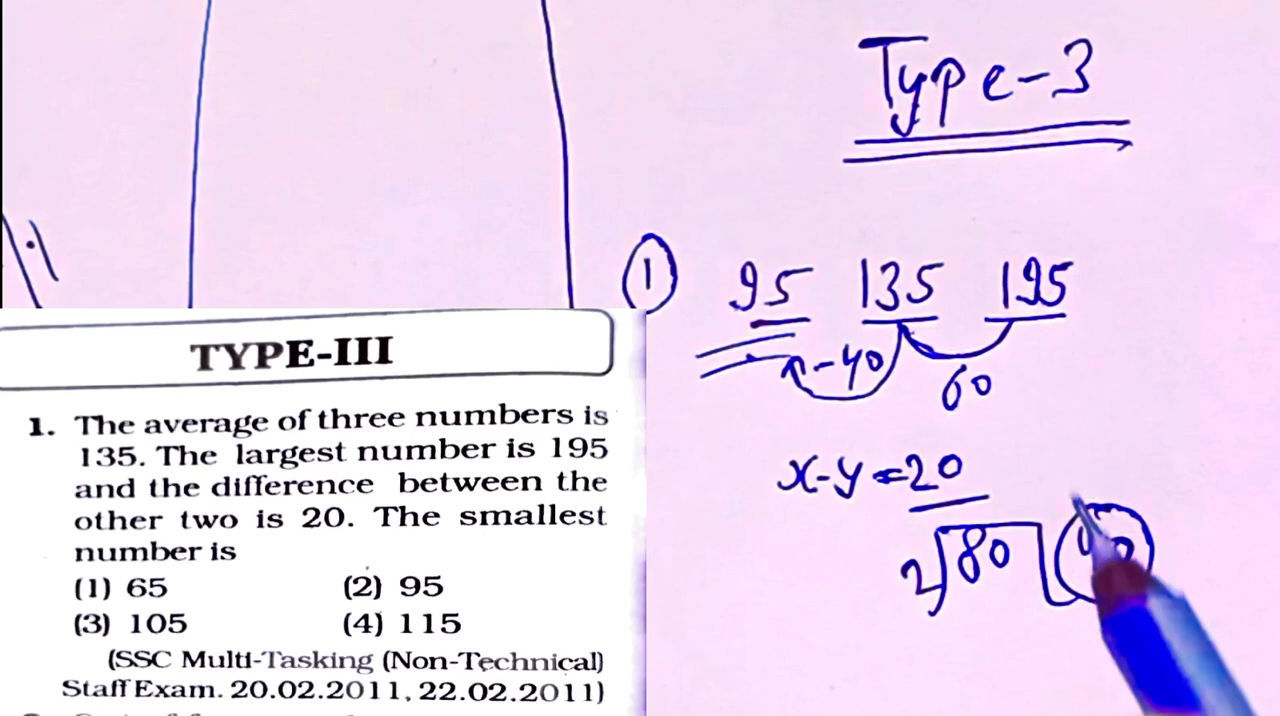 Type-3
1 95 135 195
-40
60
x-y=20
2 80
TYPE-III
1. The average of three numbers is
135. The largest number is 195
and the difference between the
other two is 20. The smallest
number is
(1) 65 (2) 95
(3) 105 (4) 115
(SSC Multi-Tasking (Non-Technical)
Staff Exam. 20.02.2011, 22.02.2011)